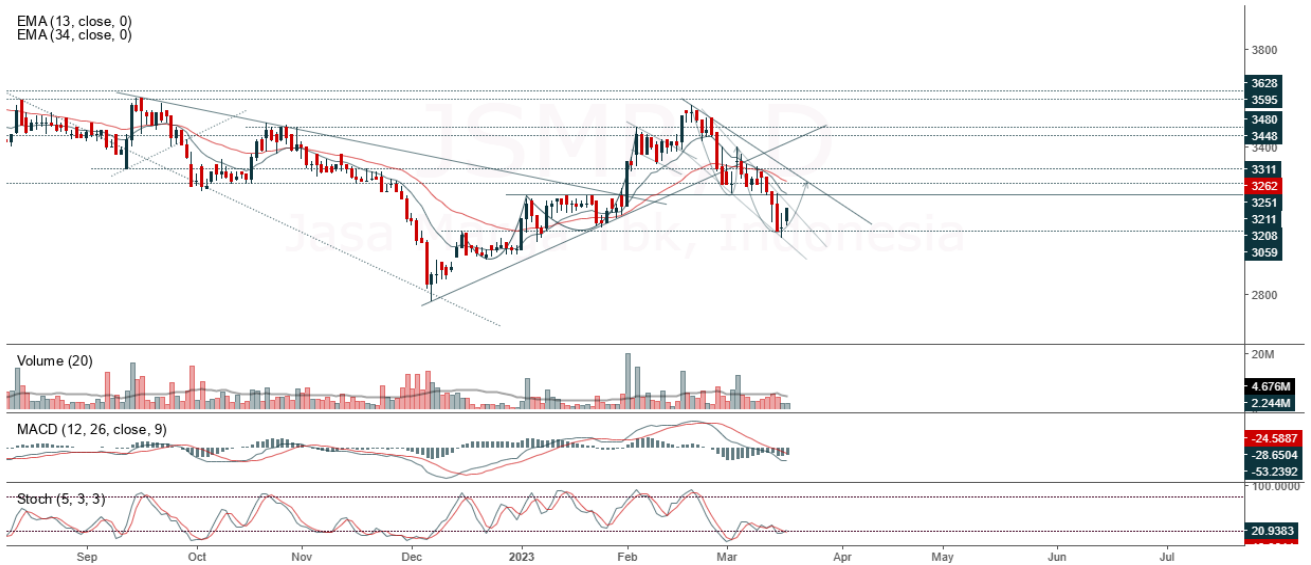 EMA (13, close, 0)
EMA (34, close, 0)
3800
3628
3595
3480
3448
3400
3311
3262
3251
3211
3208
3059
2800
Volume (20)
20M
4.676M
2.244M
MACD (12, 26, close, 9)
-24.5887
-28.6504
-53.2392
Stoch (5, 3, 3)
100.0000
20.9383
Sep Oct Nov Dec 2023 Feb Mar Apr May Jun Jul